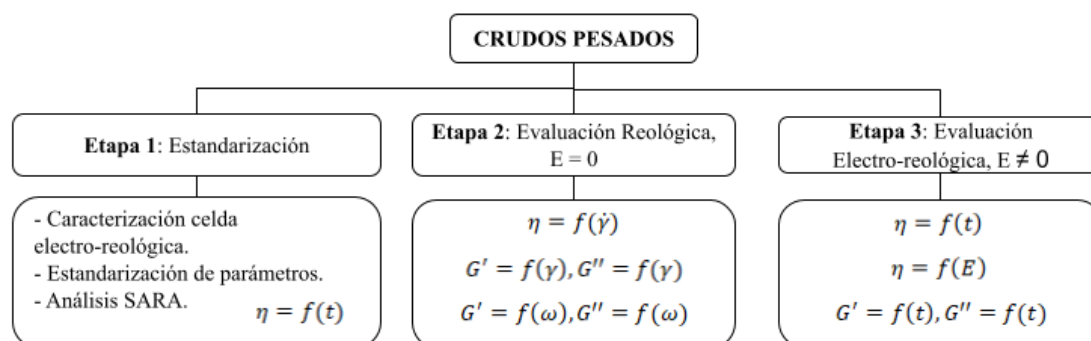 CRUDOS PESADOS
Etapa 1: Estandarización
- Caracterización celda
electro-reológica.
- Estandarización de parámetros.
- Análisis SARA.
η = f(t)
Etapa 2: Evaluación Reológica,
E = 0
η = f(γ̇)
G′ = f(γ), G″ = f(γ)
G′ = f(ω), G″ = f(ω)
Etapa 3: Evaluación
Electro-reológica, E ≠ 0
η = f(t)
η = f(E)
G′ = f(t), G″ = f(t)